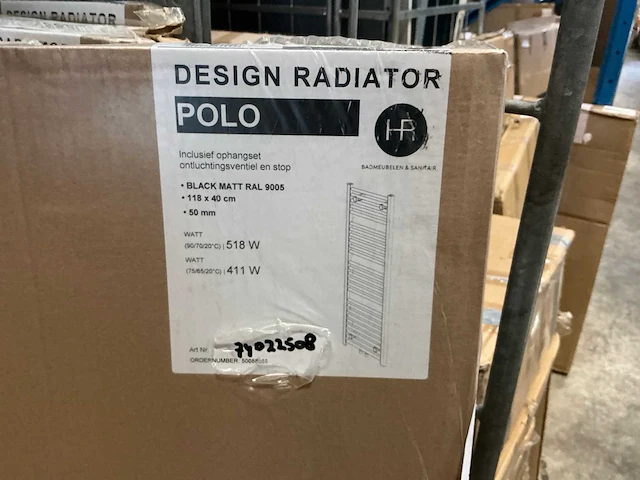 DESIGN RADIATOR
POLO
HR
BADMEUBELEN & SANITAIR
Inclusief ophangset
ontluchtingsventiel en stop
• BLACK MATT RAL 9005
• 118 x 40 cm
• 50 mm
WATT
(90/70/20°C) | 518 W
WATT
(75/65/20°C) | 411 W
Art Nr.
74022508
ORDERNUMBER: